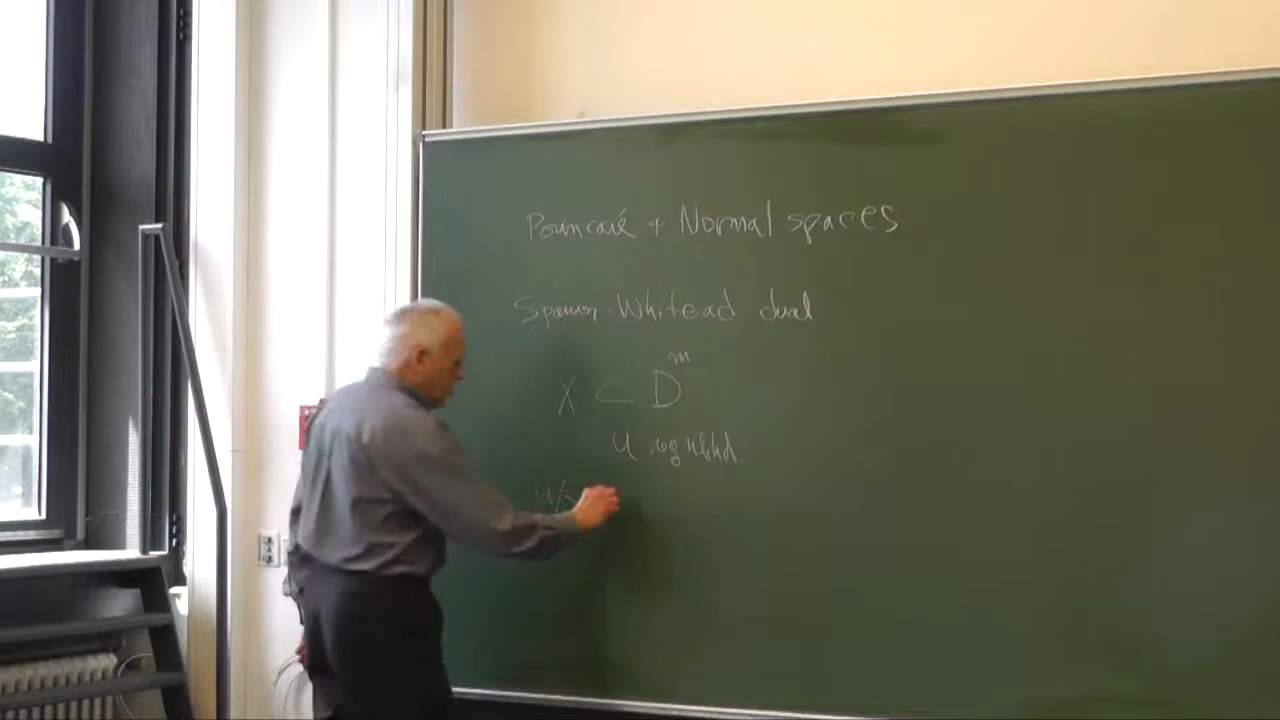 Poincaré + Normal spaces
Spanier-Whitead dual
X ⊂ D^m
U reg nbhd.
U/